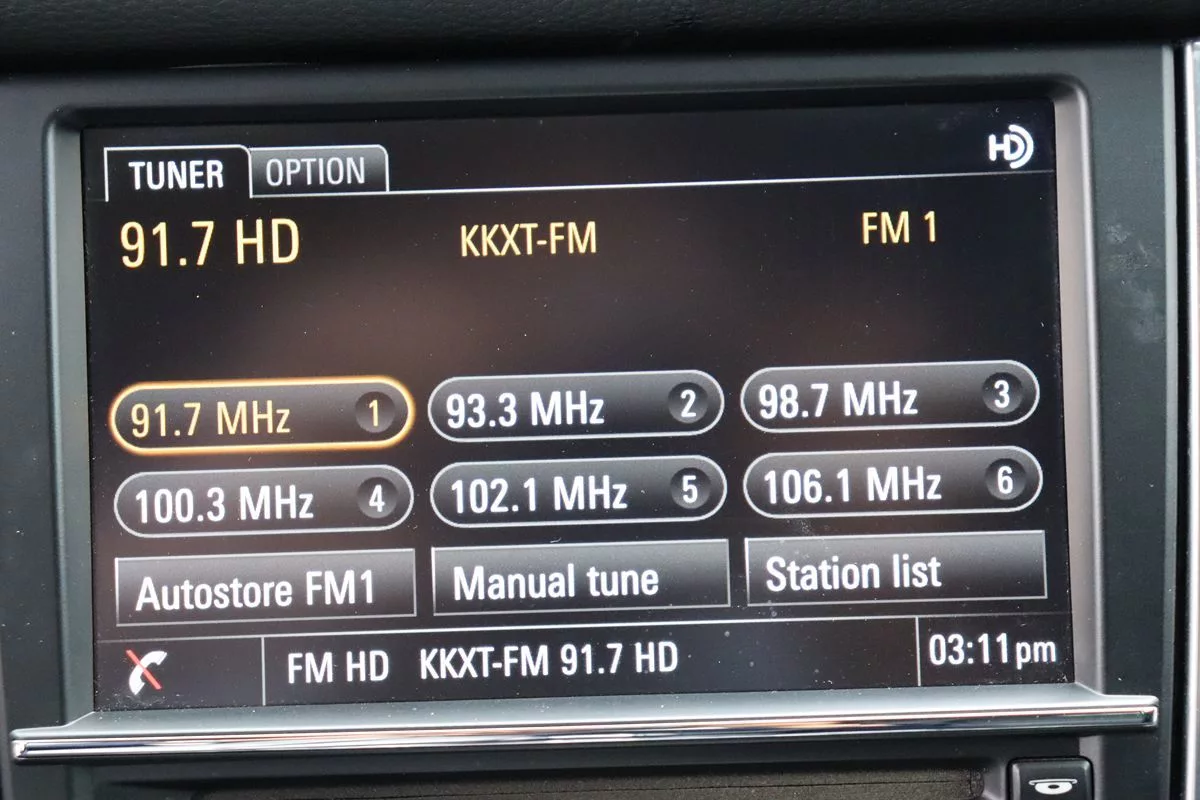 TUNER OPTION HD
91.7 HD KKXT-FM FM 1
91.7 MHz 1 93.3 MHz 2 98.7 MHz 3
100.3 MHz 4 102.1 MHz 5 106.1 MHz 6
Autostore FM1 Manual tune Station list
FM HD KKXT-FM 91.7 HD 03:11pm